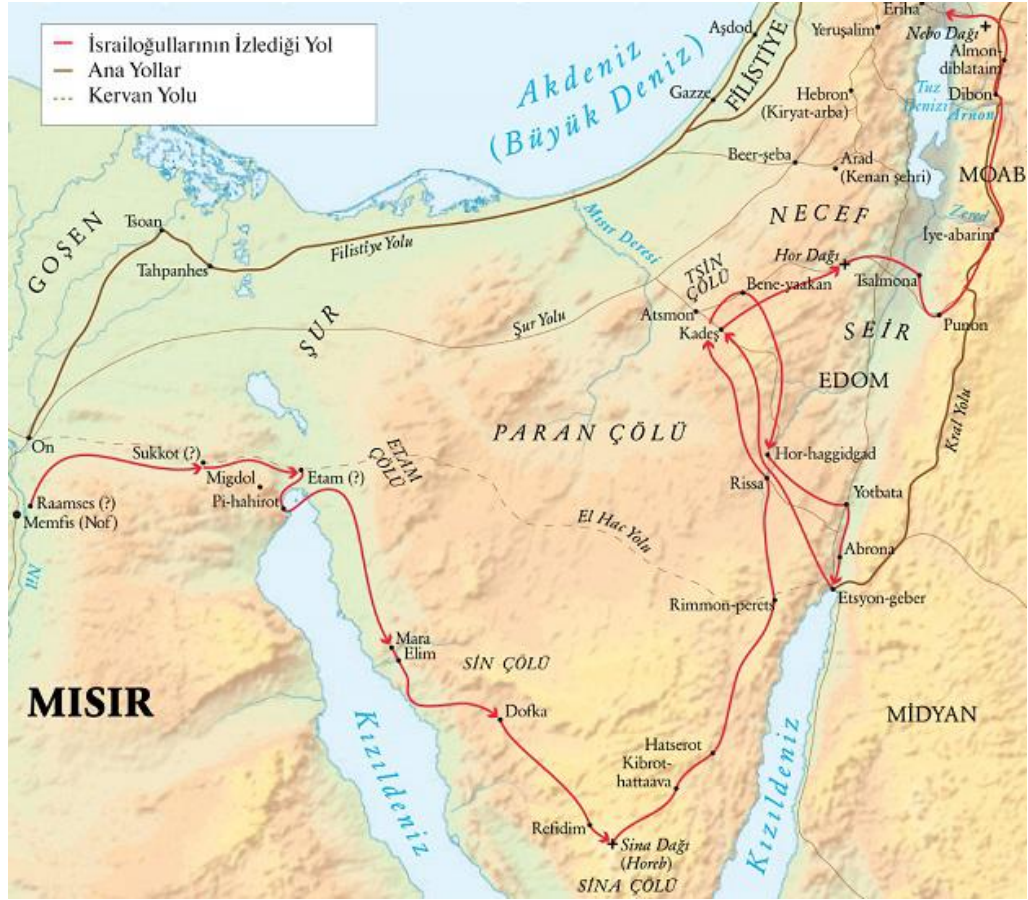 İsrailoğullarının İzlediği Yol
Ana Yollar
Kervan Yolu
Akdeniz
(Büyük Deniz)
FİLİSTİYE
Aşdod
Gazze
Eriha
Yeruşalim
Nebo Dağı
Almon-
diblataim
Tuz
Denizi
Dibon
Arnon
Hebron
(Kiryat-arba)
Beer-şeba
Arad
(Kenan şehri)
MOAB
NECEF
Zered
İye-abarim
GOŞEN
Tsoan
Tahpanhes
Filistiye Yolu
Mısır Deresi
Hor Dağı
TSİN
ÇÖLÜ
Bene-yaakan
Tsalmona
Atsmon
Kadeş
Punon
ŞUR
Şur Yolu
SEİR
EDOM
Kral Yolu
On
PARAN ÇÖLÜ
Sukkot (?)
ETAM
ÇÖLÜ
Hor-haggidgad
Migdol
Etam (?)
Rissa
Raamses (?)
Pi-hahirot
Yotbata
Memfis (Nof)
El Hac Yolu
Nil
Abrona
Rimmon-perets
Etsyon-geber
Mara
Elim
SİN ÇÖLÜ
MISIR
Dofka
MİDYAN
Kızıldeniz
Hatserot
Kibrot-
hattaava
Kızıldeniz
Refidim
Sina Dağı
(Horeb)
SİNA ÇÖLÜ